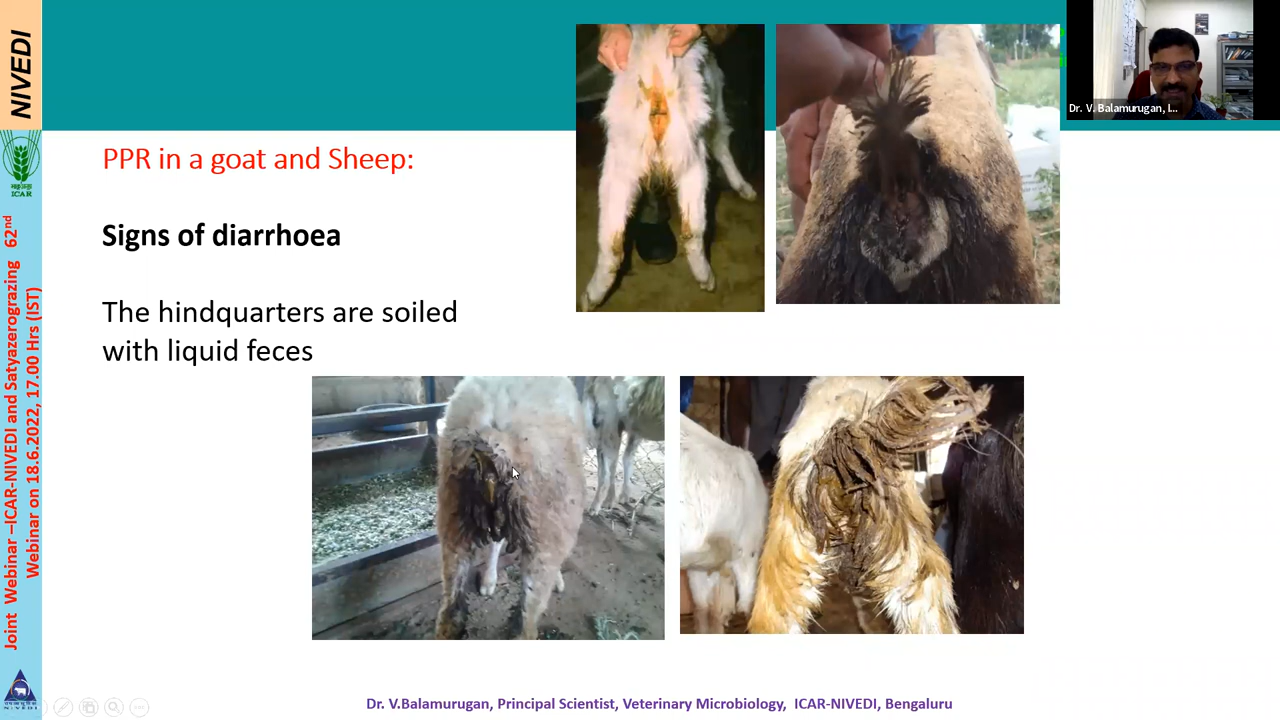 NIVEDI
ICAR
Joint Webinar –ICAR-NIVEDI and Satyazerograzing 62nd
Webinar on 18.6.2022, 17.00 Hrs (IST)
NIVEDI
PPR in a goat and Sheep:
Signs of diarrhoea
The hindquarters are soiled
with liquid feces
Dr. V. Balamurugan, I...
Dr. V.Balamurugan, Principal Scientist, Veterinary Microbiology, ICAR-NIVEDI, Bengaluru